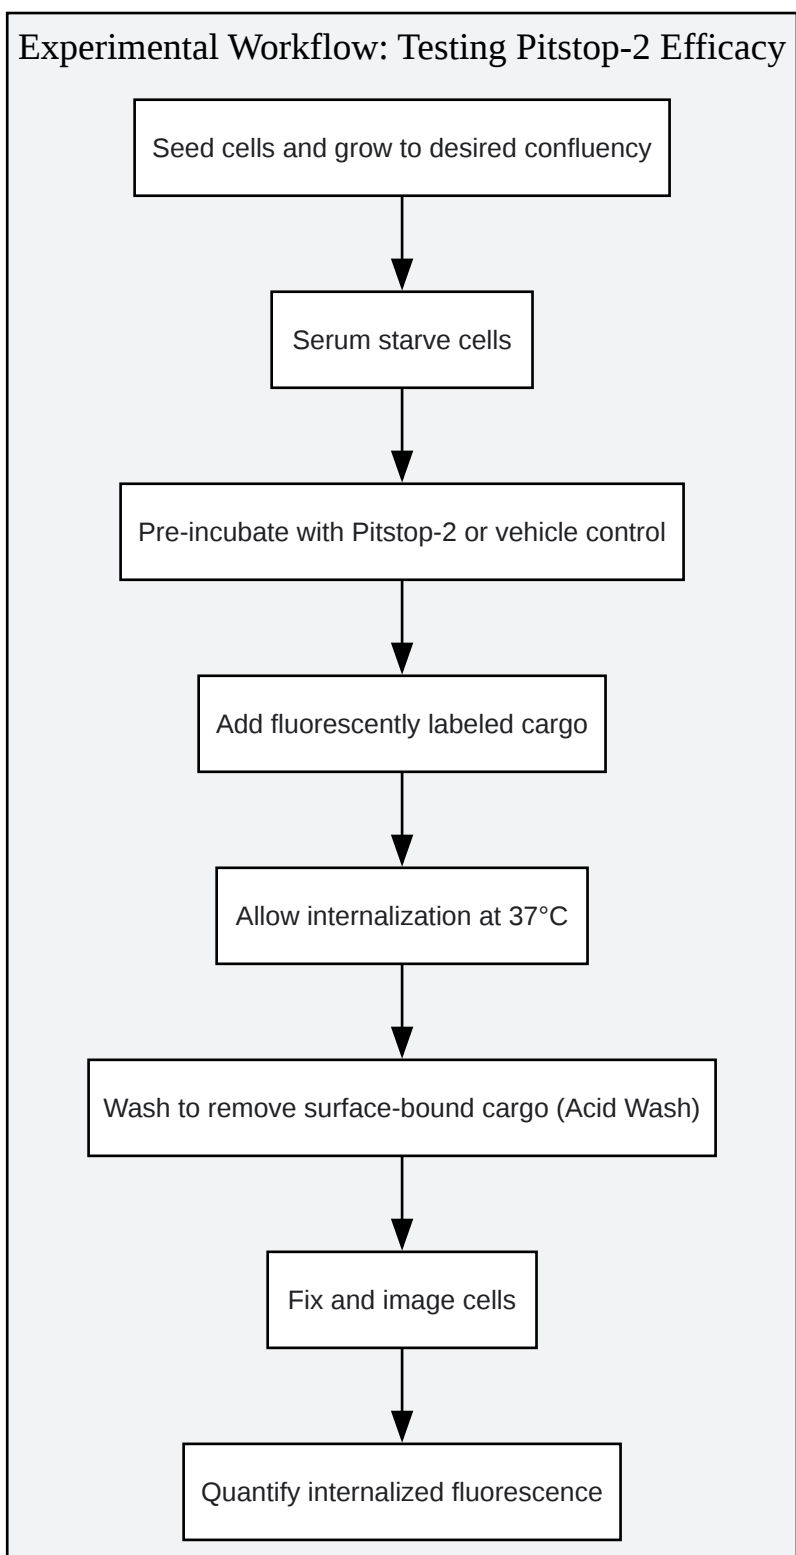 Experimental Workflow: Testing Pitstop-2 Efficacy
Seed cells and grow to desired confluency
Serum starve cells
Pre-incubate with Pitstop-2 or vehicle control
Add fluorescently labeled cargo
Allow internalization at 37°C
Wash to remove surface-bound cargo (Acid Wash)
Fix and image cells
Quantify internalized fluorescence